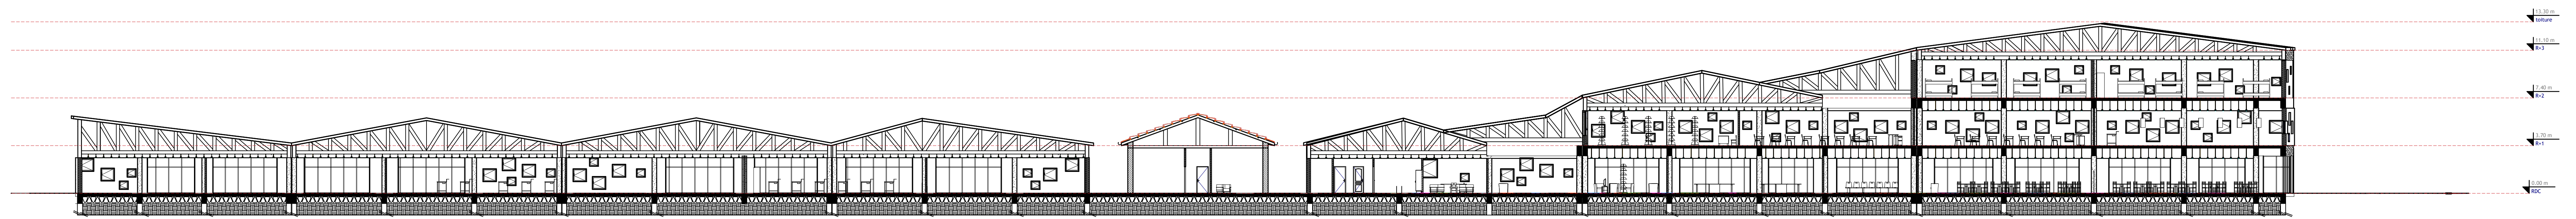 13.30 m
toiture
11.10 m
R+3
7.40 m
R+2
3.70 m
R+1
0.00 m
RDC